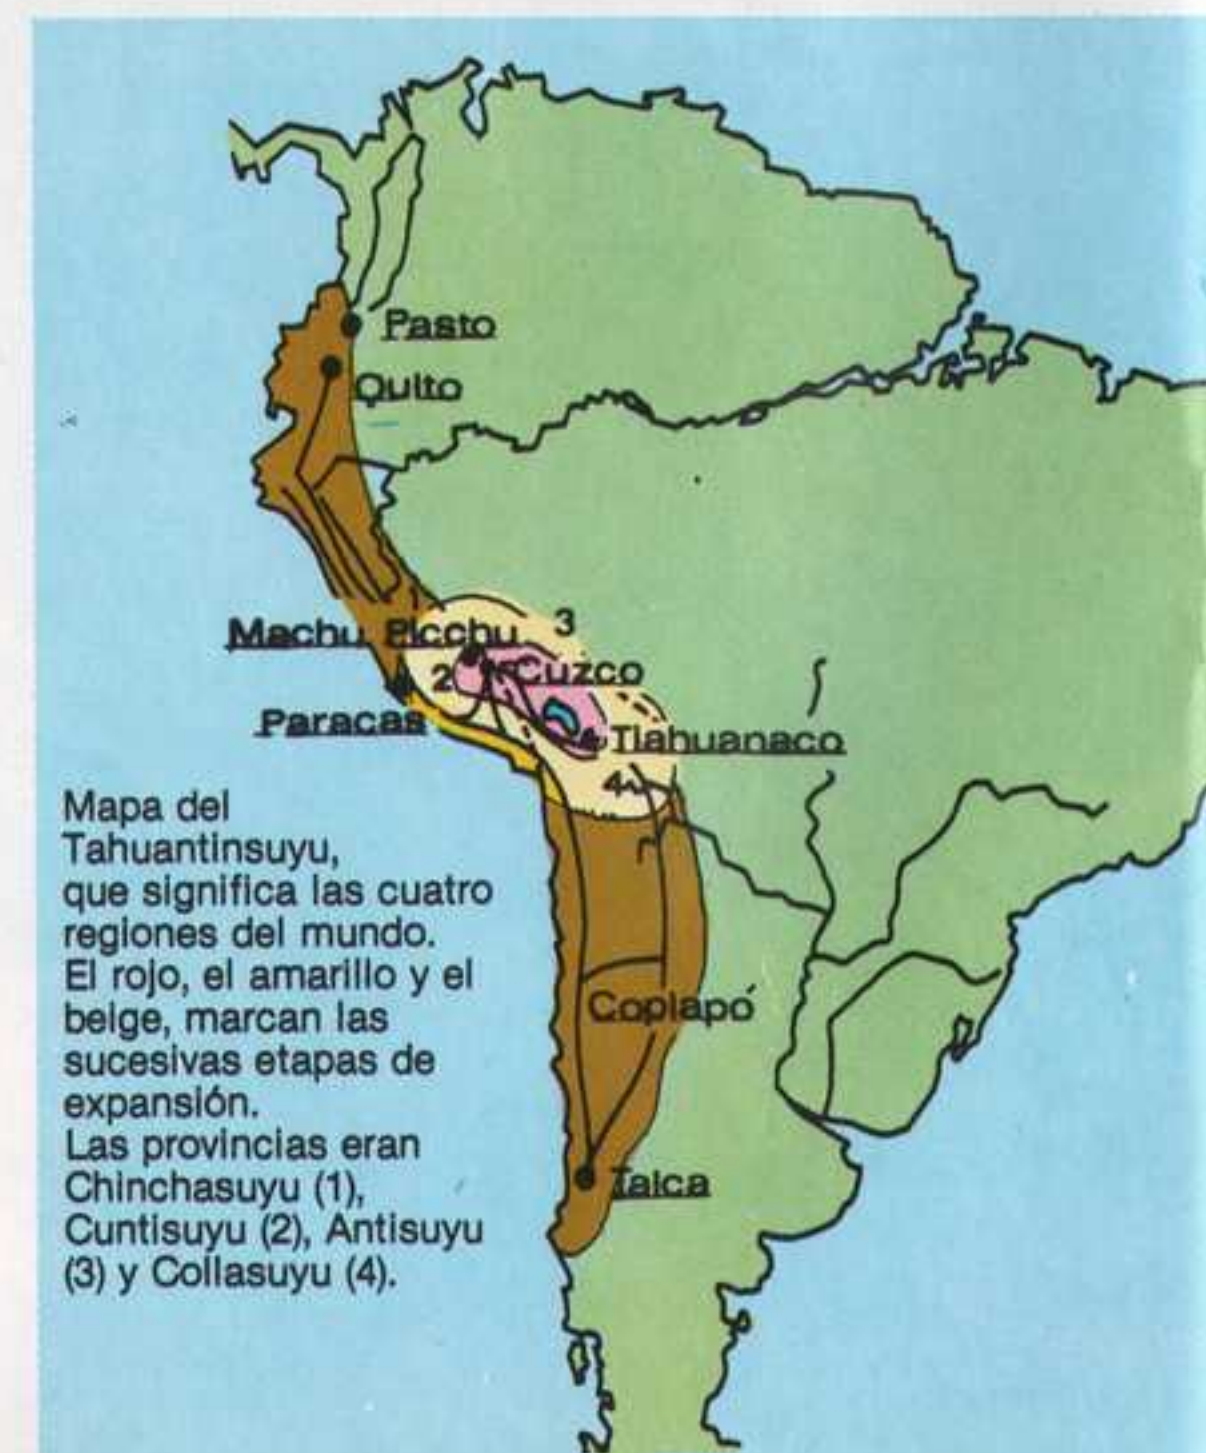 Pasto
Quito
Machu Picchu
3
Cuzco
2
Paracas
Tiahuanaco
4
Mapa del
Tahuantinsuyu,
que significa las cuatro
regiones del mundo.
El rojo, el amarillo y el
beige, marcan las
sucesivas etapas de
expansión.
Las provincias eran
Chinchasuyu (1),
Cuntisuyu (2), Antisuyu
(3) y Collasuyu (4).
Coplapó
Talca